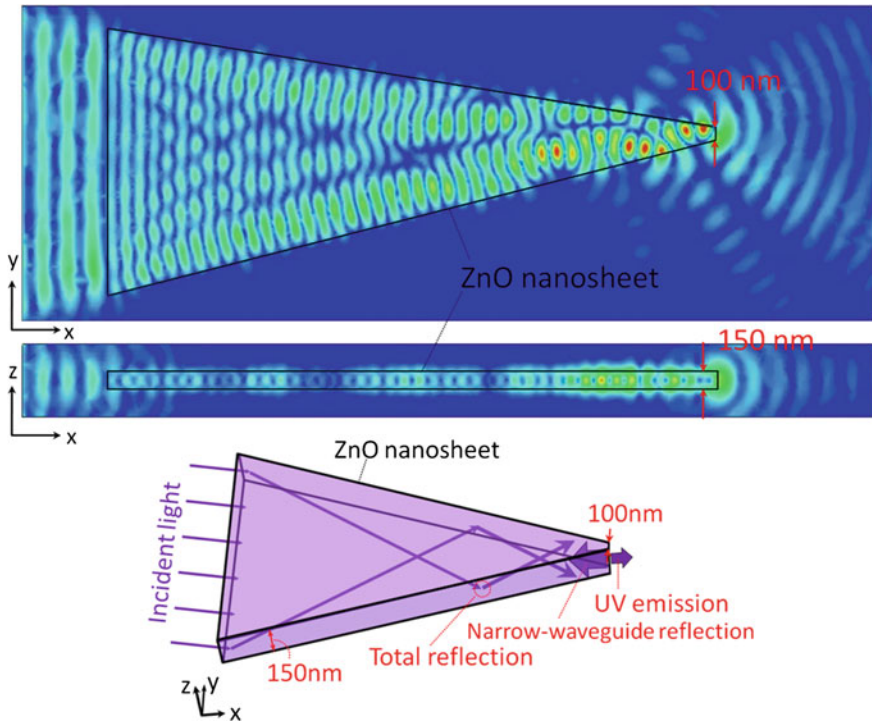 100 nm
ZnO nanosheet
y
x
150 nm
z
x
ZnO nanosheet
Incident light
100nm
UV emission
Narrow-waveguide reflection
Total reflection
150nm
z y
x